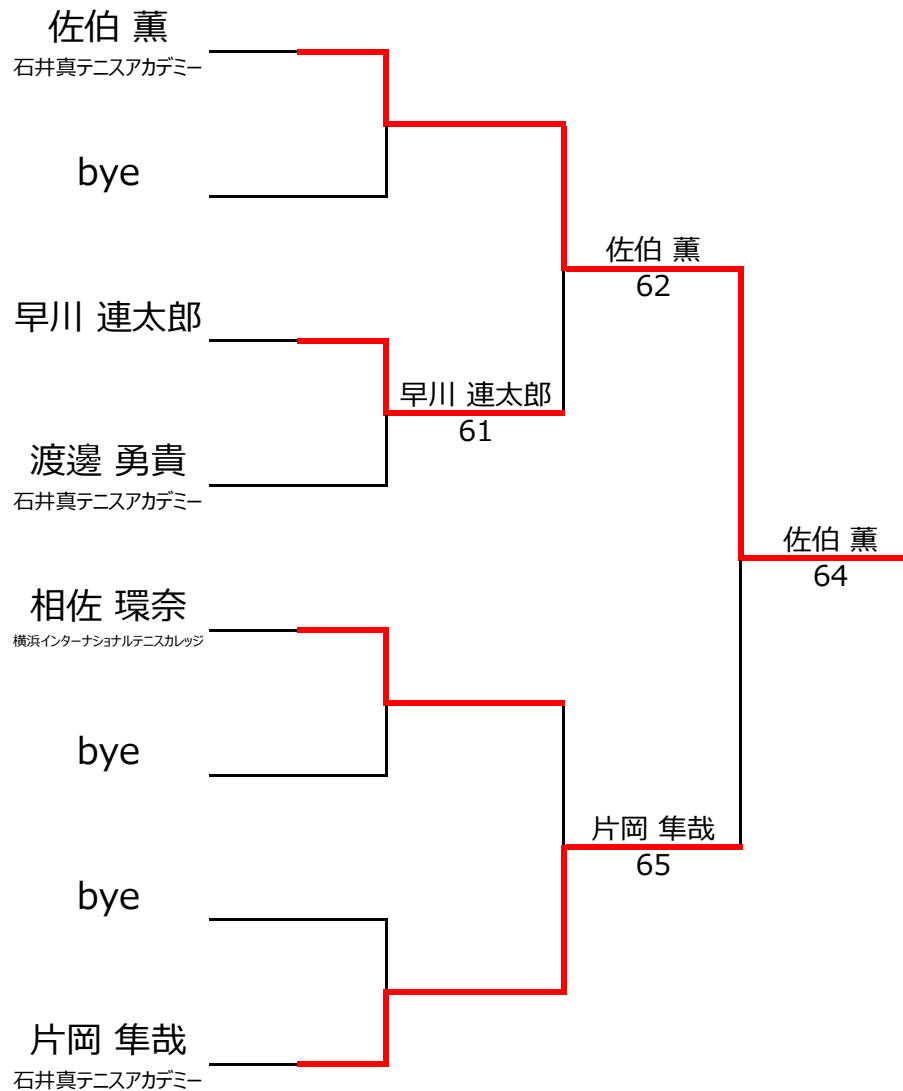 佐伯 薫
石井真テニスアカデミー
bye
早川 連太郎
渡邊 勇貴
石井真テニスアカデミー
相佐 環奈
横浜インターナショナルテニスカレッジ
bye
bye
片岡 隼哉
石井真テニスアカデミー
早川 連太郎
61
佐伯 薫
62
片岡 隼哉
65
佐伯 薫
64